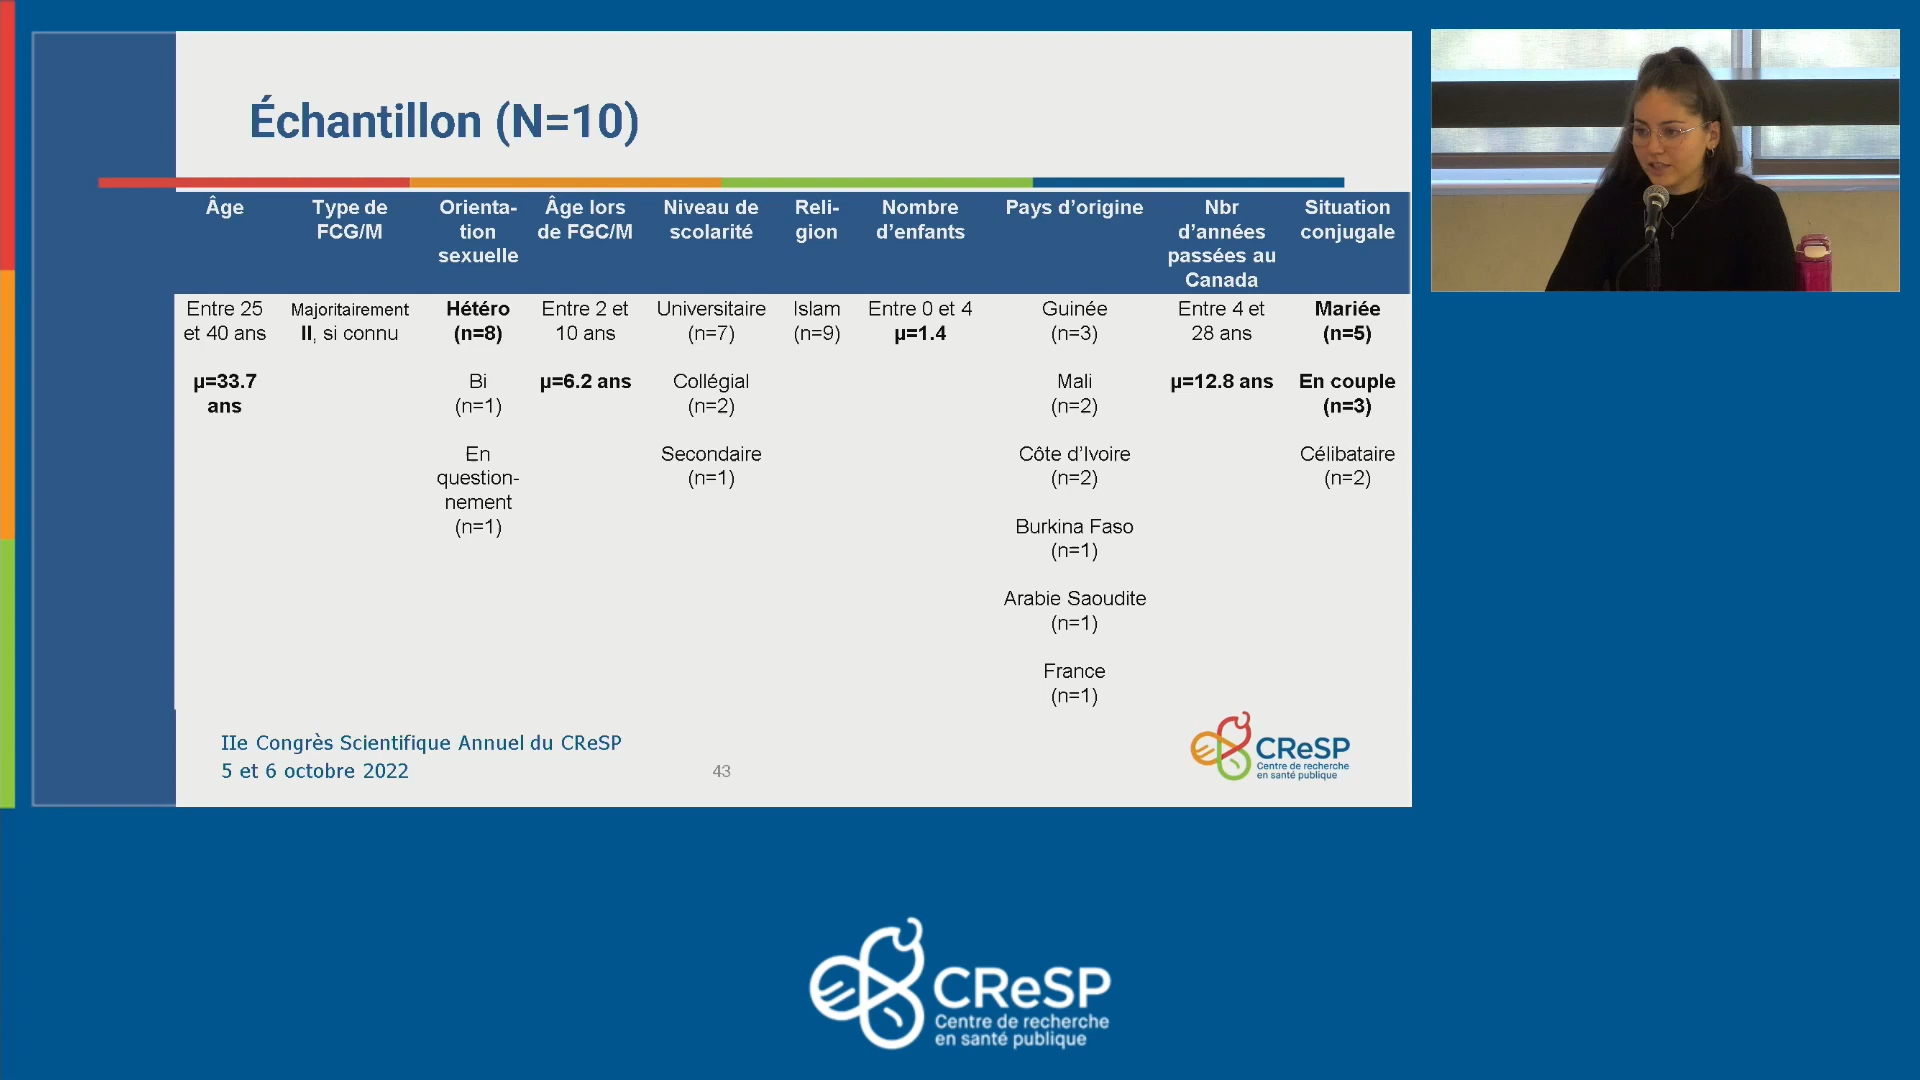 Échantillon (N=10)
Âge
Type de
FCG/M
Orienta-
tion
sexuelle
Âge lors
de FGC/M
Niveau de
scolarité
Reli-
gion
Nombre
d’enfants
Pays d’origine
Nbr
d’années
passées au
Canada
Situation
conjugale
Entre 25
et 40 ans
µ=33.7
ans
Majoritairement
II, si connu
Hétéro
(n=8)
Bi
(n=1)
En
question-
nement
(n=1)
Entre 2 et
10 ans
µ=6.2 ans
Universitaire
(n=7)
Collégial
(n=2)
Secondaire
(n=1)
Islam
(n=9)
Entre 0 et 4
µ=1.4
Guinée
(n=3)
Mali
(n=2)
Côte d’Ivoire
(n=2)
Burkina Faso
(n=1)
Arabie Saoudite
(n=1)
France
(n=1)
Entre 4 et
28 ans
µ=12.8 ans
Mariée
(n=5)
En couple
(n=3)
Célibataire
(n=2)
IIe Congrès Scientifique Annuel du CReSP
5 et 6 octobre 2022
43
CReSP
Centre de recherche
en santé publique
CReSP
Centre de recherche
en santé publique